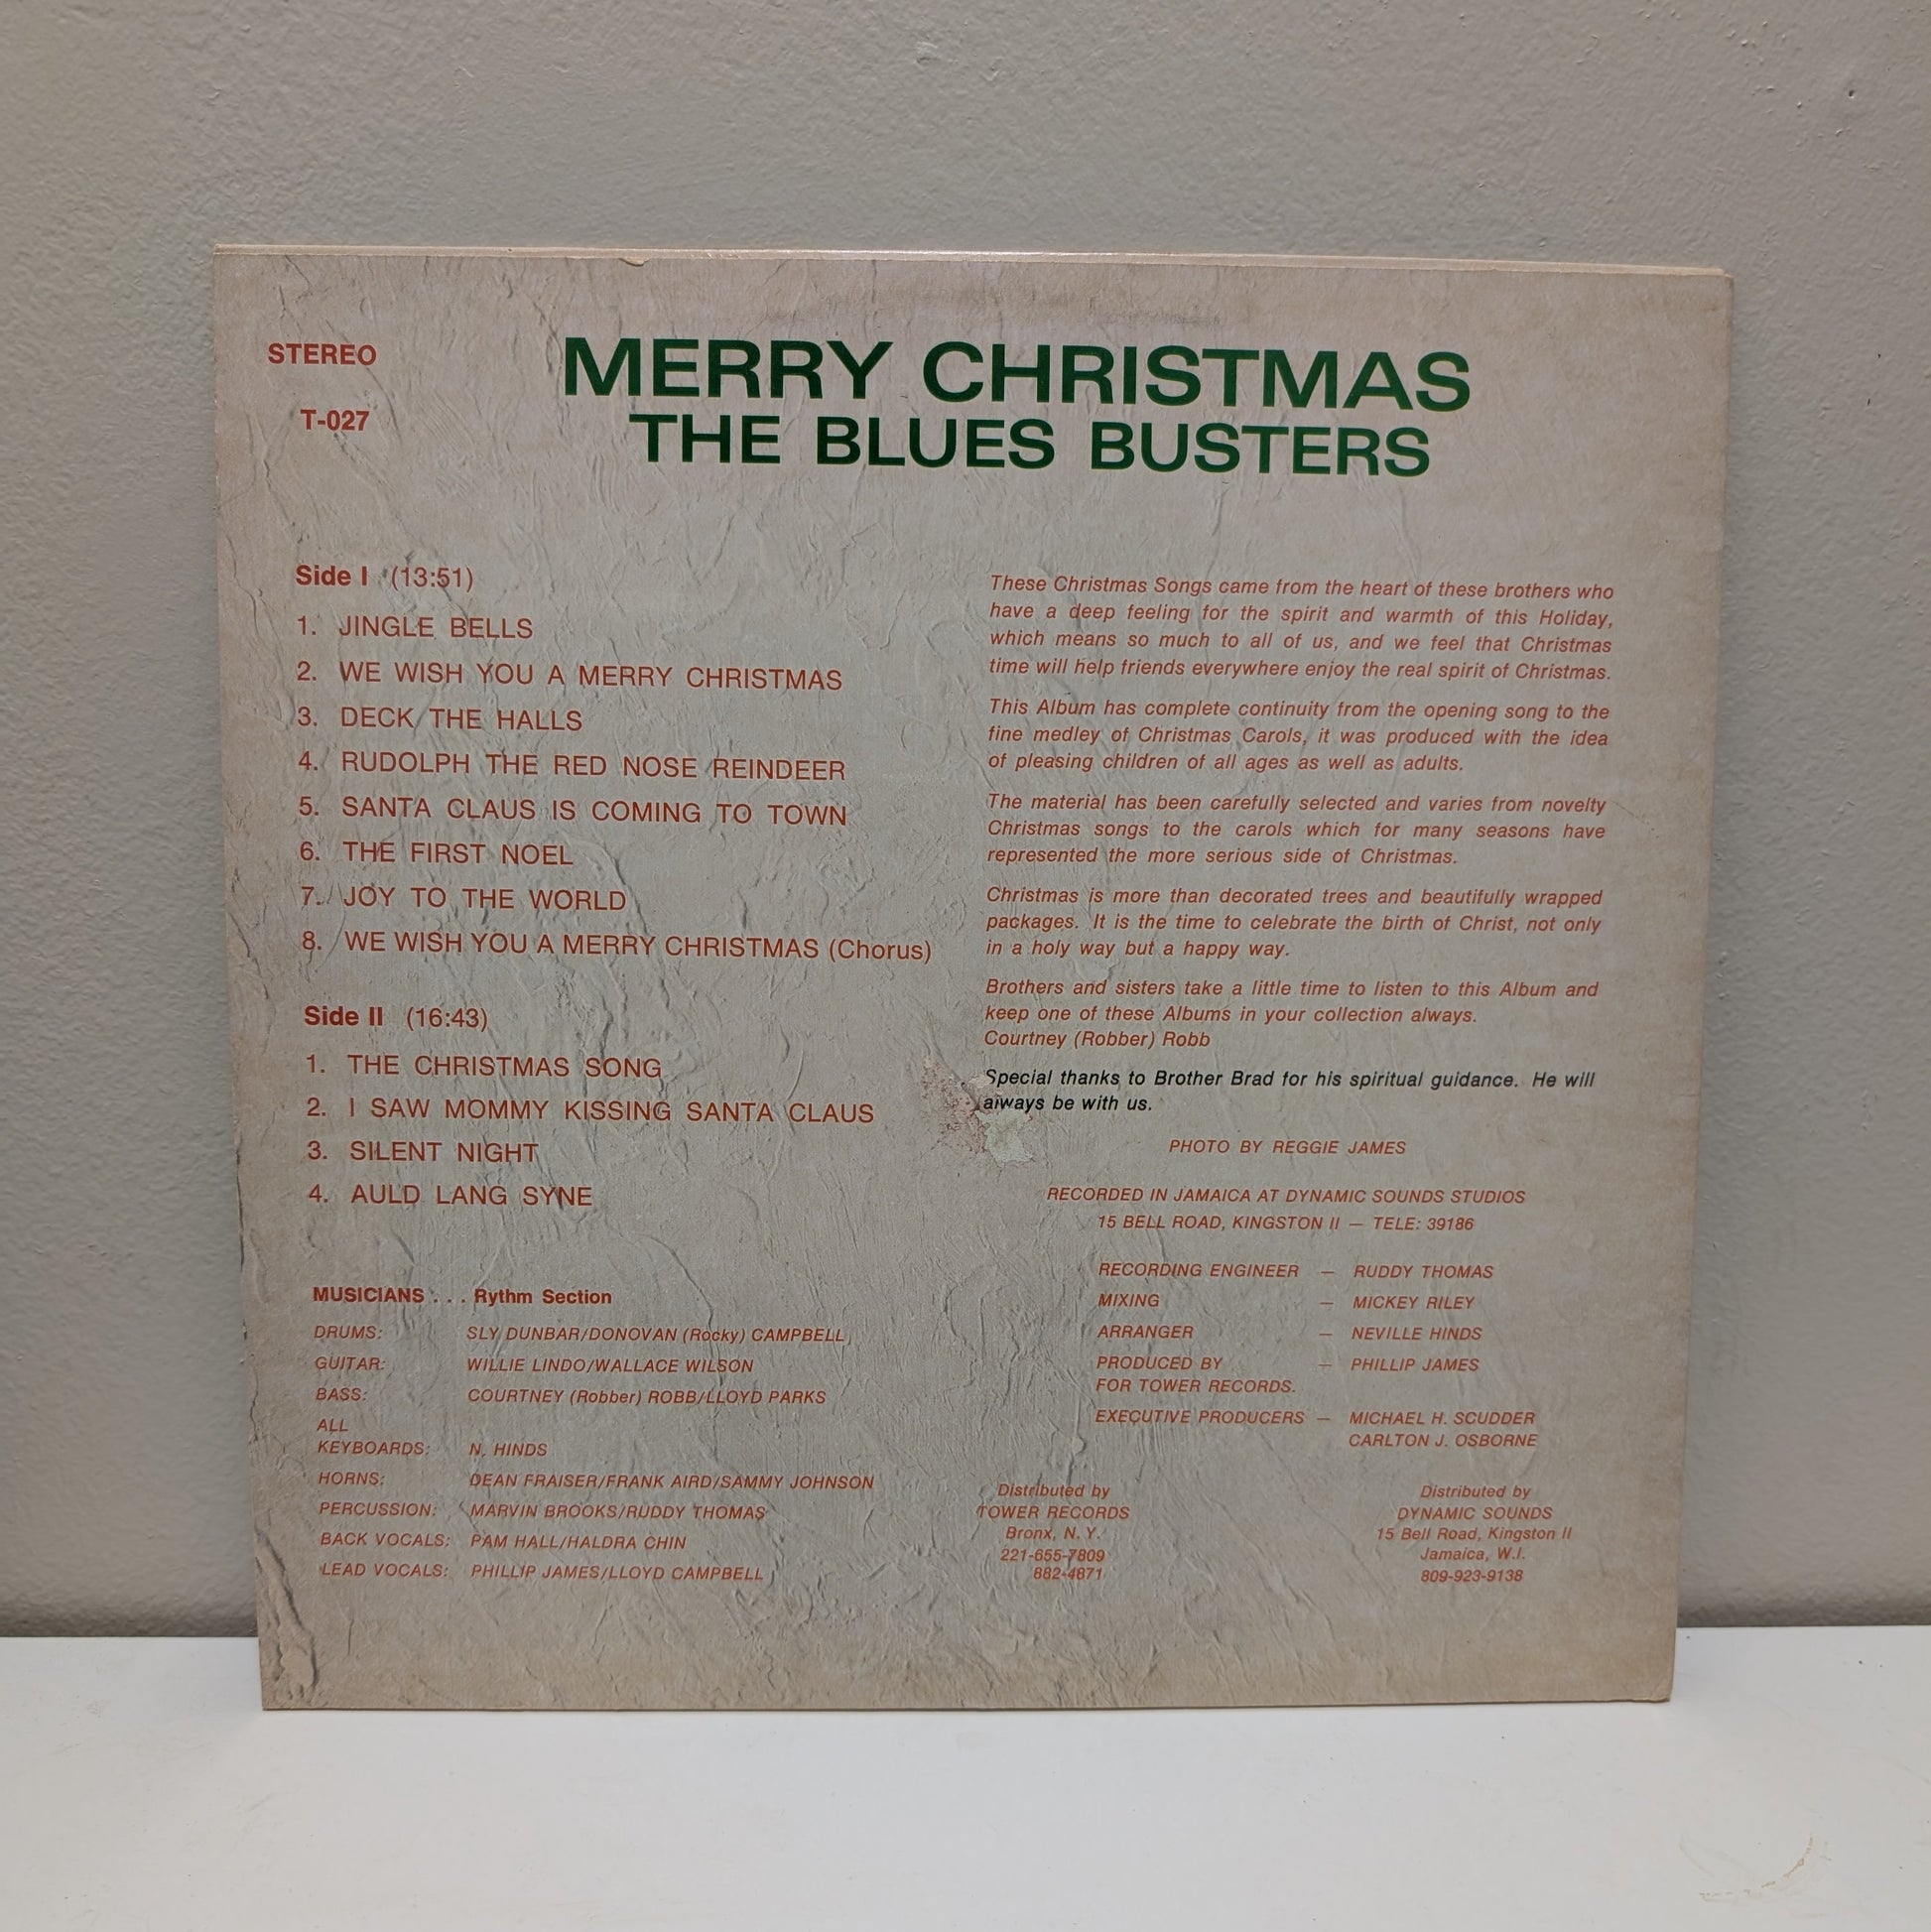 STEREO
T-027
MERRY CHRISTMAS
THE BLUES BUSTERS
Side I (13:51)
1. JINGLE BELLS
2. WE WISH YOU A MERRY CHRISTMAS
3. DECK THE HALLS
4. RUDOLPH THE RED NOSE REINDEER
5. SANTA CLAUS IS COMING TO TOWN
6. THE FIRST NOEL
7. JOY TO THE WORLD
8. WE WISH YOU A MERRY CHRISTMAS (Chorus)
Side II (16:43)
1. THE CHRISTMAS SONG
2. I SAW MOMMY KISSING SANTA CLAUS
3. SILENT NIGHT
4. AULD LANG SYNE
MUSICIANS . . . Rythm Section
DRUMS: SLY DUNBAR/DONOVAN (Rocky) CAMPBELL
GUITAR: WILLIE LINDO/WALLACE WILSON
BASS: COURTNEY (Robber) ROBB/LLOYD PARKS
ALL
KEYBOARDS: N. HINDS
HORNS: DEAN FRAISER/FRANK AIRD/SAMMY JOHNSON
PERCUSSION: MARVIN BROOKS/RUDDY THOMAS
BACK VOCALS: PAM HALL/HALDRA CHIN
LEAD VOCALS: PHILLIP JAMES/LLOYD CAMPBELL
These Christmas Songs came from the heart of these brothers who
have a deep feeling for the spirit and warmth of this Holiday,
which means so much to all of us, and we feel that Christmas
time will help friends everywhere enjoy the real spirit of Christmas.
This Album has complete continuity from the opening song to the
fine medley of Christmas Carols, it was produced with the idea
of pleasing children of all ages as well as adults.
The material has been carefully selected and varies from novelty
Christmas songs to the carols which for many seasons have
represented the more serious side of Christmas.
Christmas is more than decorated trees and beautifully wrapped
packages. It is the time to celebrate the birth of Christ, not only
in a holy way but a happy way.
Brothers and sisters take a little time to listen to this Album and
keep one of these Albums in your collection always.
Courtney (Robber) Robb
Special thanks to Brother Brad for his spiritual guidance. He will
always be with us.
PHOTO BY REGGIE JAMES
RECORDED IN JAMAICA AT DYNAMIC SOUNDS STUDIOS
15 BELL ROAD, KINGSTON II — TELE: 39186
RECORDING ENGINEER — RUDDY THOMAS
MIXING — MICKEY RILEY
ARRANGER — NEVILLE HINDS
PRODUCED BY — PHILLIP JAMES
FOR TOWER RECORDS.
EXECUTIVE PRODUCERS — MICHAEL H. SCUDDER
CARLTON J. OSBORNE
Distributed by
TOWER RECORDS
Bronx, N. Y.
221-655-7809
882-4871
Distributed by
DYNAMIC SOUNDS
15 Bell Road, Kingston II
Jamaica, W.I.
809-923-9138